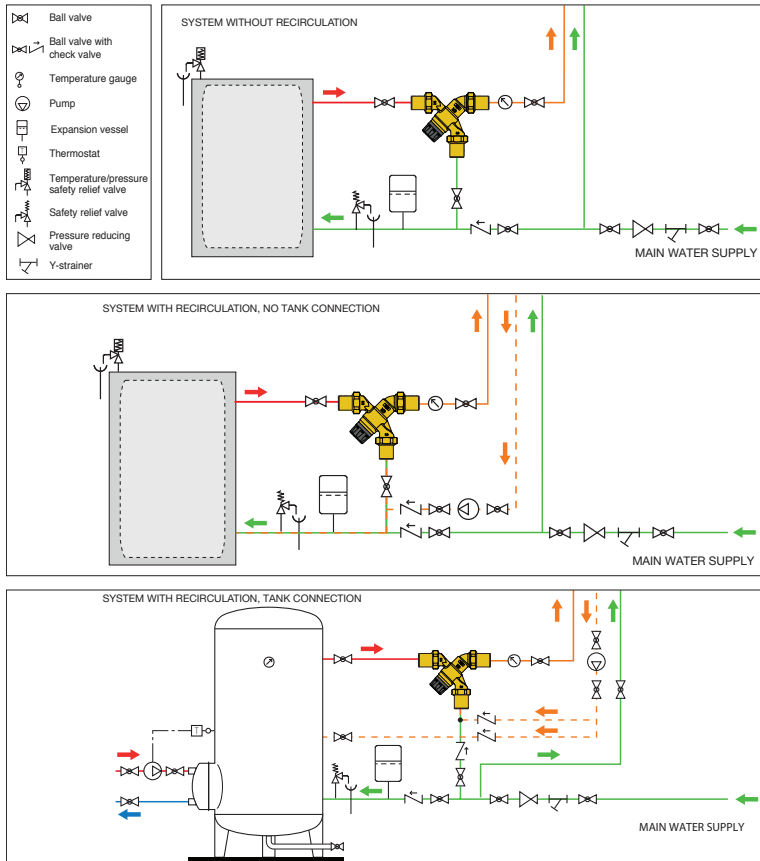 Ball valve
Ball valve with
check valve
Temperature gauge
Pump
Expansion vessel
Thermostat
Temperature/pressure
safety relief valve
Safety relief valve
Pressure reducing
valve
Y-strainer
SYSTEM WITHOUT RECIRCULATION
MAIN WATER SUPPLY
SYSTEM WITH RECIRCULATION, NO TANK CONNECTION
MAIN WATER SUPPLY
SYSTEM WITH RECIRCULATION, TANK CONNECTION
T
MAIN WATER SUPPLY